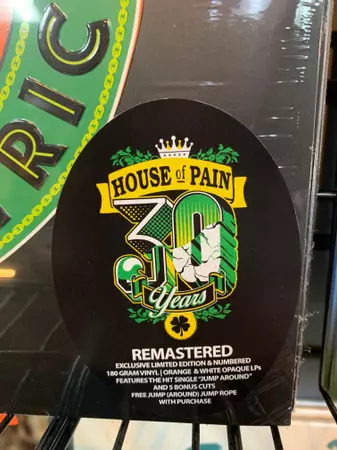 RIC
HOUSE of PAIN
30
Years
REMASTERED
EXCLUSIVE LIMITED EDITION & NUMBERED
180 GRAM VINYL | ORANGE & WHITE OPAQUE LPs
FEATURES THE HIT SINGLE "JUMP AROUND"
AND 5 BONUS CUTS
FREE JUMP (AROUND) JUMP ROPE
WITH PURCHASE